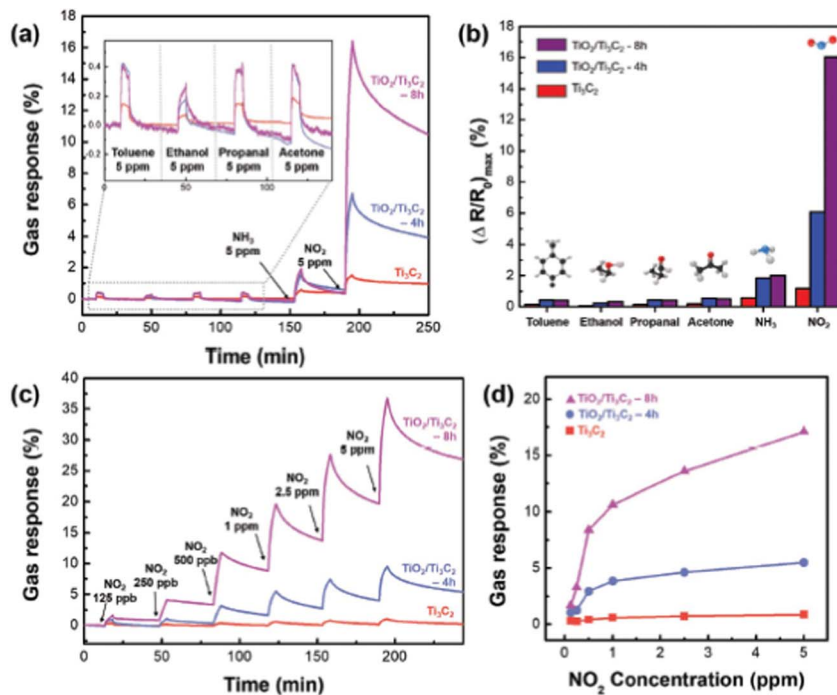 (a)
Gas response (%)
18
16
14
12
10
8
6
4
2
0
0.4
0.2
0.0
0.2
Toluene Ethanol Propanal Acetone
5 ppm 5 ppm 5 ppm 5 ppm
0 50 100
TiO₂/Ti₃C₂
– 8h
TiO₂/Ti₃C₂
– 4h
Ti₃C₂
NH₃
5 ppm
NO₂
5 ppm
0 50 100 150 200 250
Time (min)
(b)
(Δ R/R₀)max (%)
18
16
14
12
10
8
6
4
2
0
TiO₂/Ti₃C₂ - 8h
TiO₂/Ti₃C₂ - 4h
Ti₃C₂
Toluene Ethanol Propanal Acetone NH₃ NO₂
(c)
Gas response (%)
40
35
30
25
20
15
10
5
0
NO₂
125 ppb
NO₂
250 ppb
NO₂
500 ppb
NO₂
1 ppm
NO₂
2.5 ppm
NO₂
5 ppm
TiO₂/Ti₃C₂
– 8h
TiO₂/Ti₃C₂
– 4h
Ti₃C₂
0 50 100 150 200
Time (min)
(d)
Gas response (%)
20
15
10
5
0
TiO₂/Ti₃C₂ – 8h
TiO₂/Ti₃C₂ – 4h
Ti₃C₂
0 1 2 3 4 5
NO₂ Concentration (ppm)